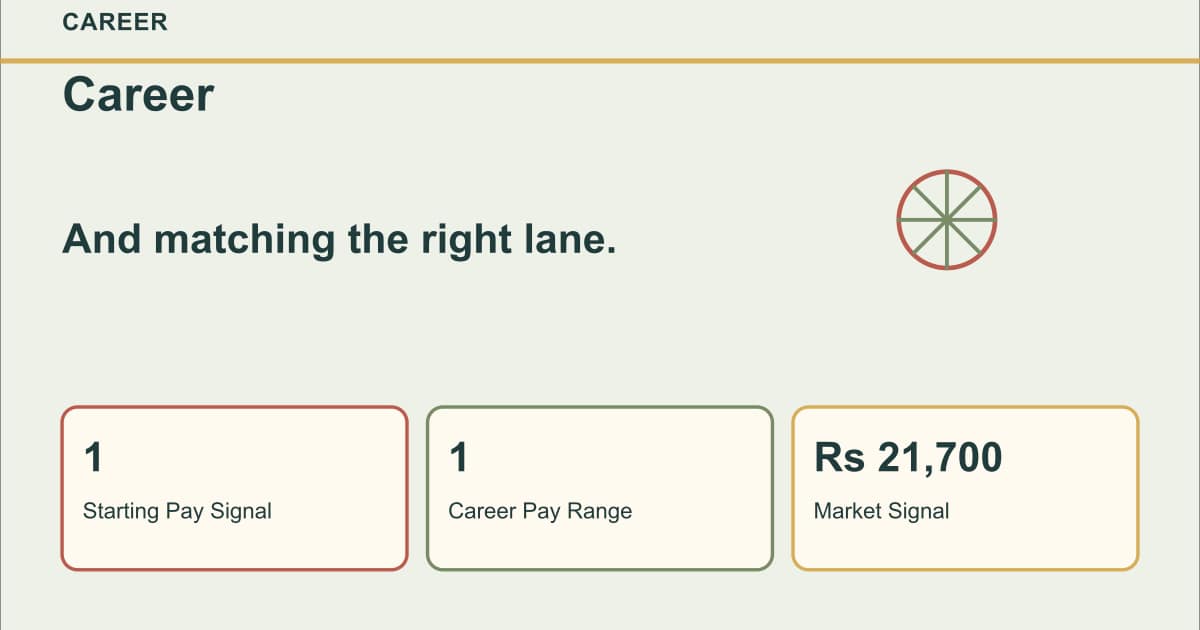 CAREER
Career
And matching the right lane.
1
Starting Pay Signal
1
Career Pay Range
Rs 21,700
Market Signal